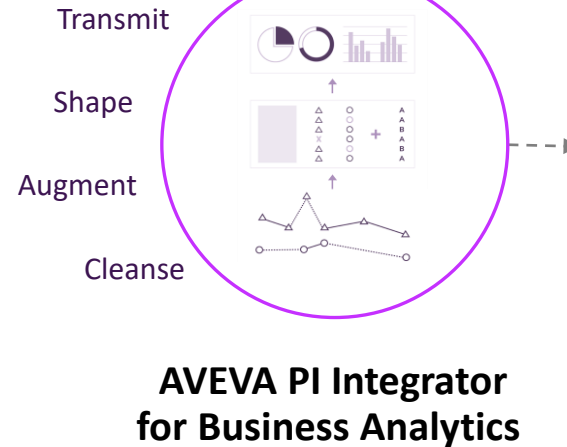 Transmit
Shape
Augment
Cleanse
X
A
A
B
A
B
A
+
AVEVA PI Integrator
for Business Analytics